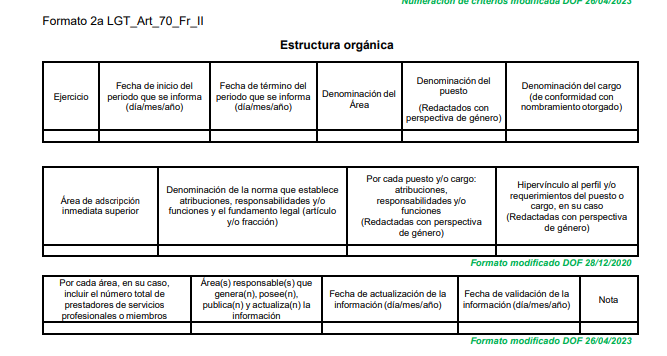 Numeración de criterios modificada DOF 26/04/2023
Formato 2a LGT_Art_70_Fr_II
Estructura orgánica
Ejercicio
Fecha de inicio del
periodo que se informa
(día/mes/año)
Fecha de término del
periodo que se informa
(día/mes/año)
Denominación del
Área
Denominación del
puesto
(Redactados con
perspectiva de género)
Denominación del cargo
(de conformidad con
nombramiento otorgado)
Área de adscripción
inmediata superior
Denominación de la norma que establece
atribuciones, responsabilidades y/o
funciones y el fundamento legal (artículo
y/o fracción)
Por cada puesto y/o cargo:
atribuciones,
responsabilidades y/o
funciones
(Redactadas con perspectiva
de género)
Hipervínculo al perfil y/o
requerimientos del puesto o
cargo, en su caso
(Redactadas con perspectiva
de género)
Formato modificado DOF 28/12/2020
Por cada área, en su caso,
incluir el número total de
prestadores de servicios
profesionales o miembros
Área(s) responsable(s) que
genera(n), posee(n),
publica(n) y actualiza(n) la
información
Fecha de actualización de la
información (día/mes/año)
Fecha de validación de la
información (día/mes/año)
Nota
Formato modificado DOF 26/04/2023